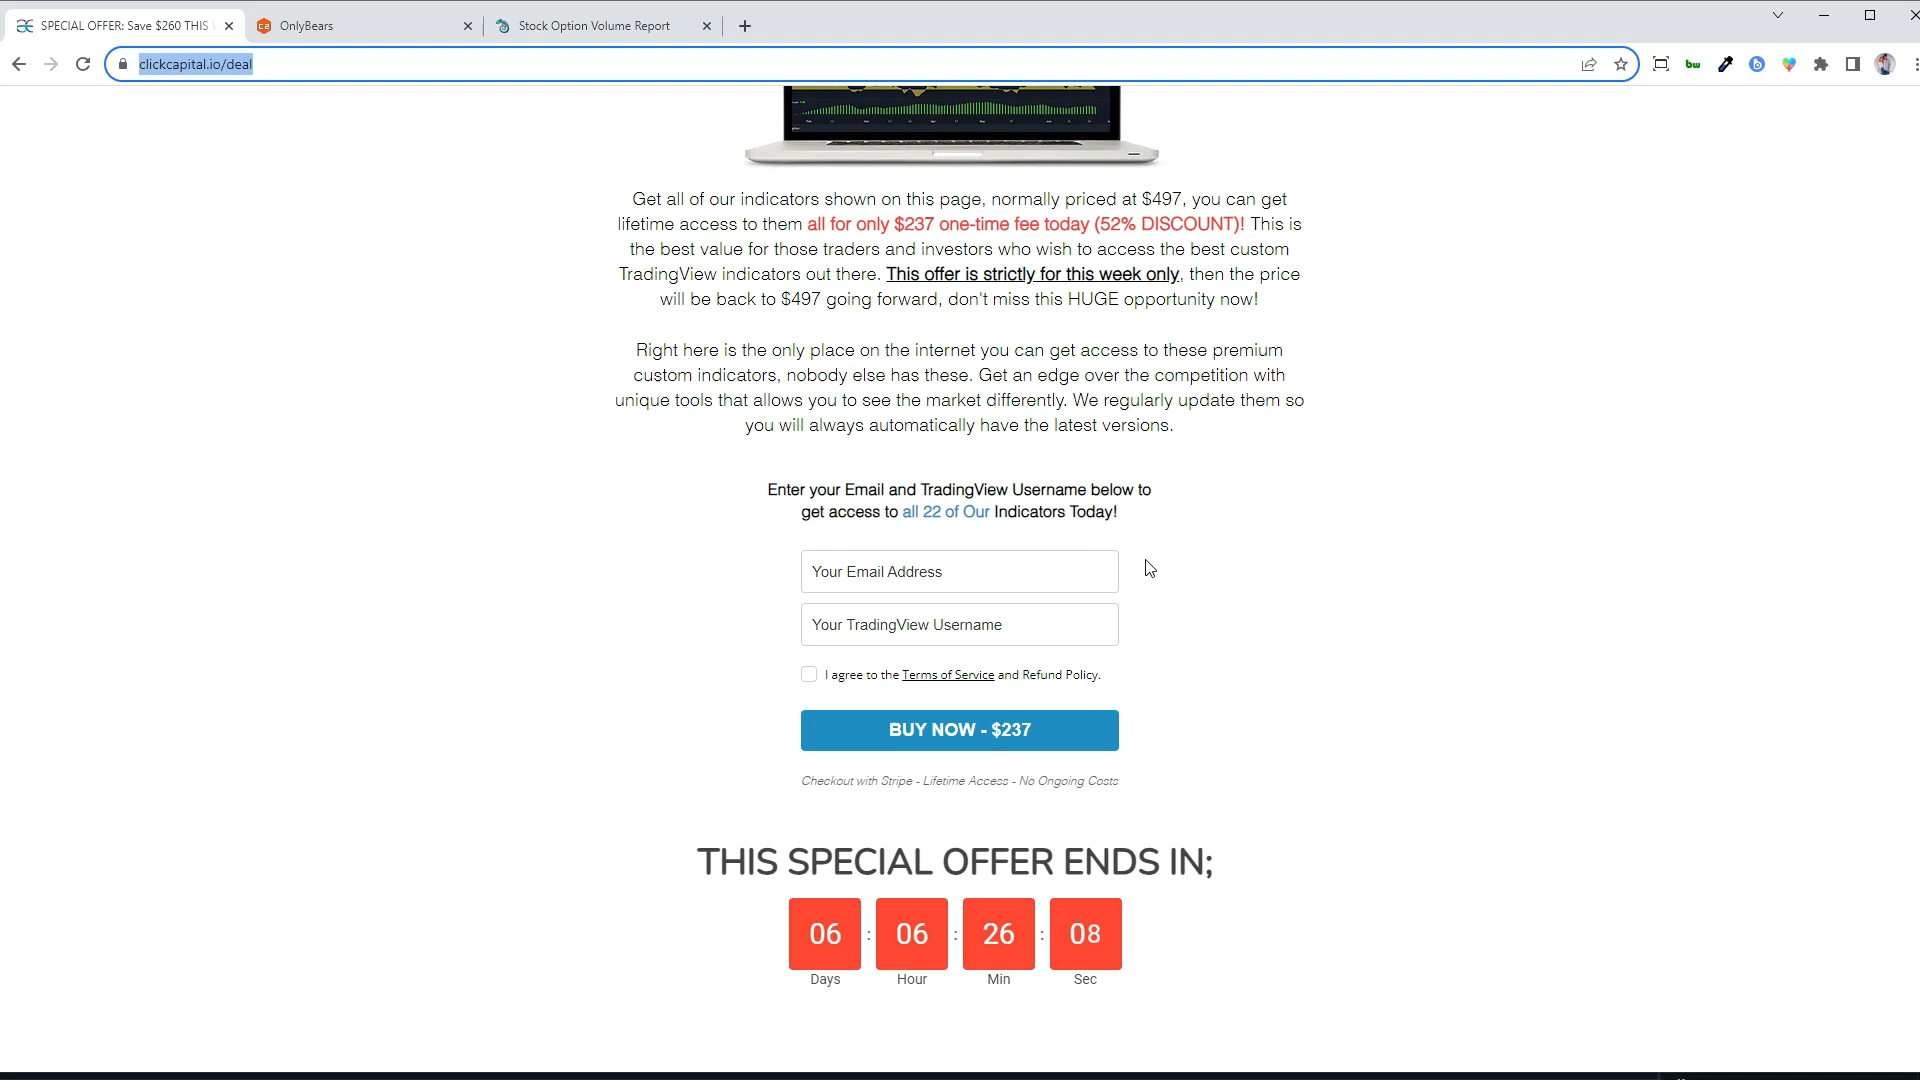 SPECIAL OFFER: Save $260 THIS
OnlyBears
Stock Option Volume Report
clickcapital.io/deal
Get all of our indicators shown on this page, normally priced at $497, you can get
lifetime access to them all for only $237 one-time fee today (52% DISCOUNT)! This is
the best value for those traders and investors who wish to access the best custom
TradingView indicators out there. This offer is strictly for this week only, then the price
will be back to $497 going forward, don't miss this HUGE opportunity now!
Right here is the only place on the internet you can get access to these premium
custom indicators, nobody else has these. Get an edge over the competition with
unique tools that allows you to see the market differently. We regularly update them so
you will always automatically have the latest versions.
Enter your Email and TradingView Username below to
get access to all 22 of Our Indicators Today!
Your Email Address
Your TradingView Username
I agree to the Terms of Service and Refund Policy.
BUY NOW - $237
Checkout with Stripe - Lifetime Access - No Ongoing Costs
THIS SPECIAL OFFER ENDS IN;
06 : 06 : 26 : 08
Days Hour Min Sec